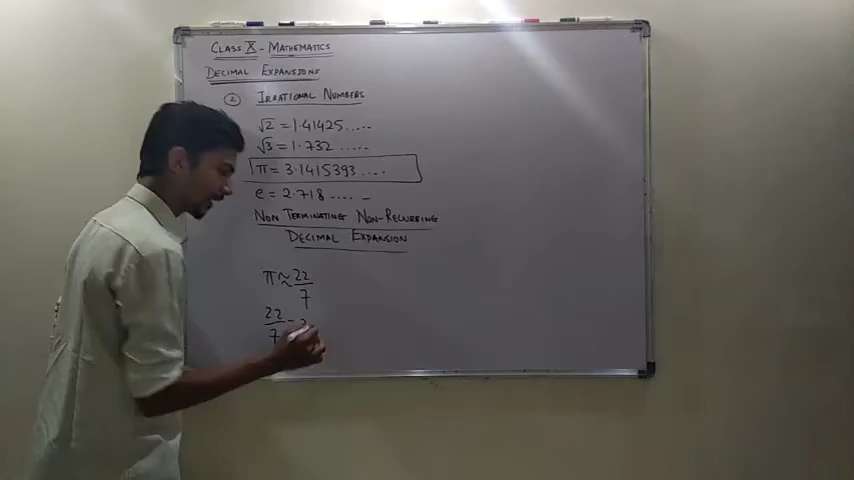 CLASS X - MATHEMATICS
DECIMAL EXPANSIONS
2 IRRATIONAL NUMBERS
√2 = 1.41425.....
√3 = 1.732.....
π = 3.1415393....
e = 2.718.... _
NON TERMINATING NON-RECURRING
DECIMAL EXPANSION
π ≈ 22/7
22/7 =